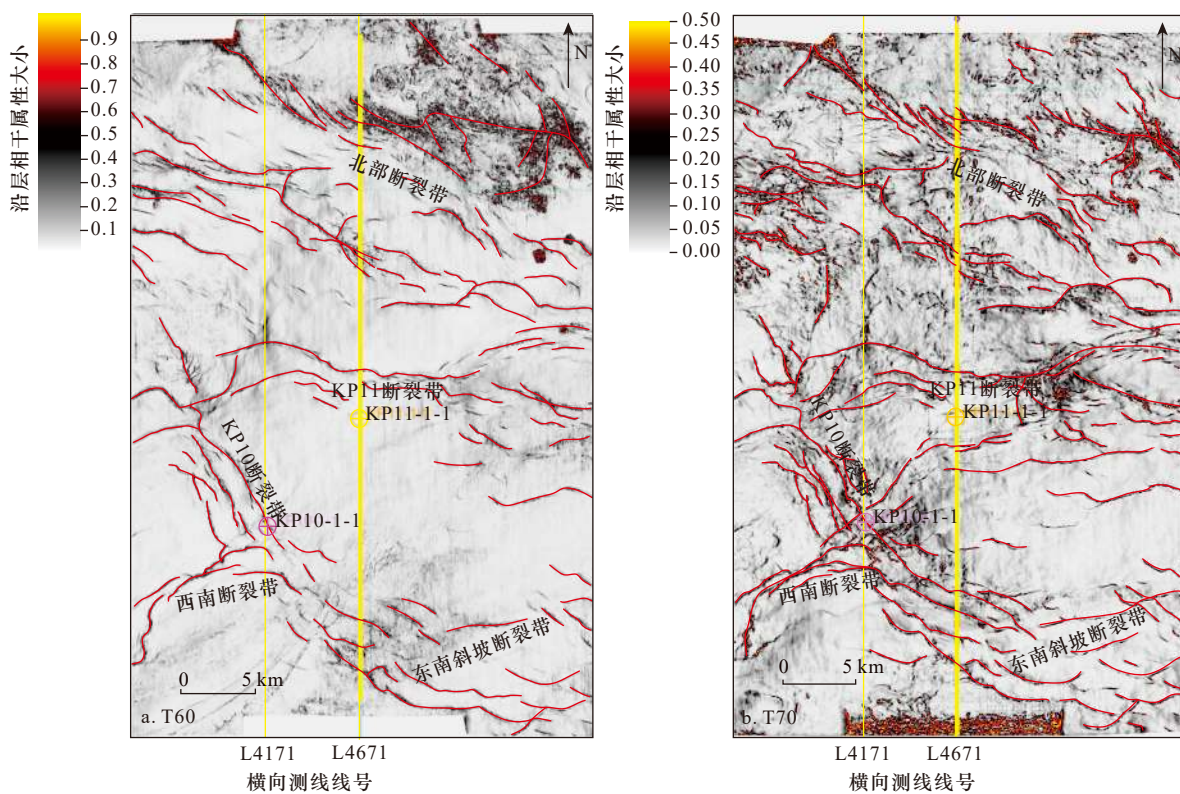 沿层相干属性大小
0.9
0.8
0.7
0.6
0.5
0.4
0.3
0.2
0.1
N
北部断裂带
KP11断裂带
KP11-1-1
KP10断裂带
KP10-1-1
西南断裂带
东南斜坡断裂带
0 5 km
a. T60
L4171 L4671
横向测线线号
沿层相干属性大小
0.50
0.45
0.40
0.35
0.30
0.25
0.20
0.15
0.10
0.05
0.00
N
北部断裂带
KP11断裂带
KP11-1-1
KP10断裂带
KP10-1-1
西南断裂带
东南斜坡断裂带
0 5 km
b. T70
L4171 L4671
横向测线线号